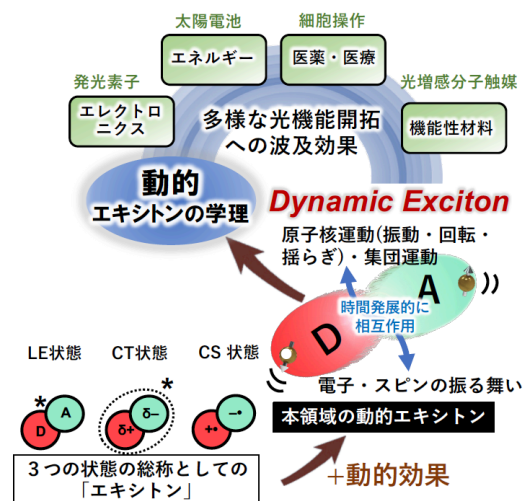 太陽電池
細胞操作
エネルギー
医薬・医療
発光素子
光増感分子触媒
エレクトロ
ニクス
機能性材料
多様な光機能開拓
への波及効果
動的
エキシトンの学理
Dynamic Exciton
原子核運動(振動・回転・
揺らぎ)・集団運動
A
D
時間発展的に
相互作用
電子・スピンの振る舞い
本領域の動的エキシトン
LE状態
CT状態
CS 状態
*
*
D
A
δ+
δ−
+•
−•
3つの状態の総称としての
「エキシトン」
+動的効果